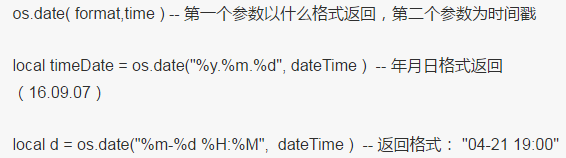 os.date( format,time ) -- 第一个参数以什么格式返回，第二个参数为时间戳
local timeDate = os.date("%y.%m.%d", dateTime )  -- 年月日格式返回
（16.09.07）
local d = os.date("%m-%d %H:%M",  dateTime )  -- 返回格式： "04-21 19:00"